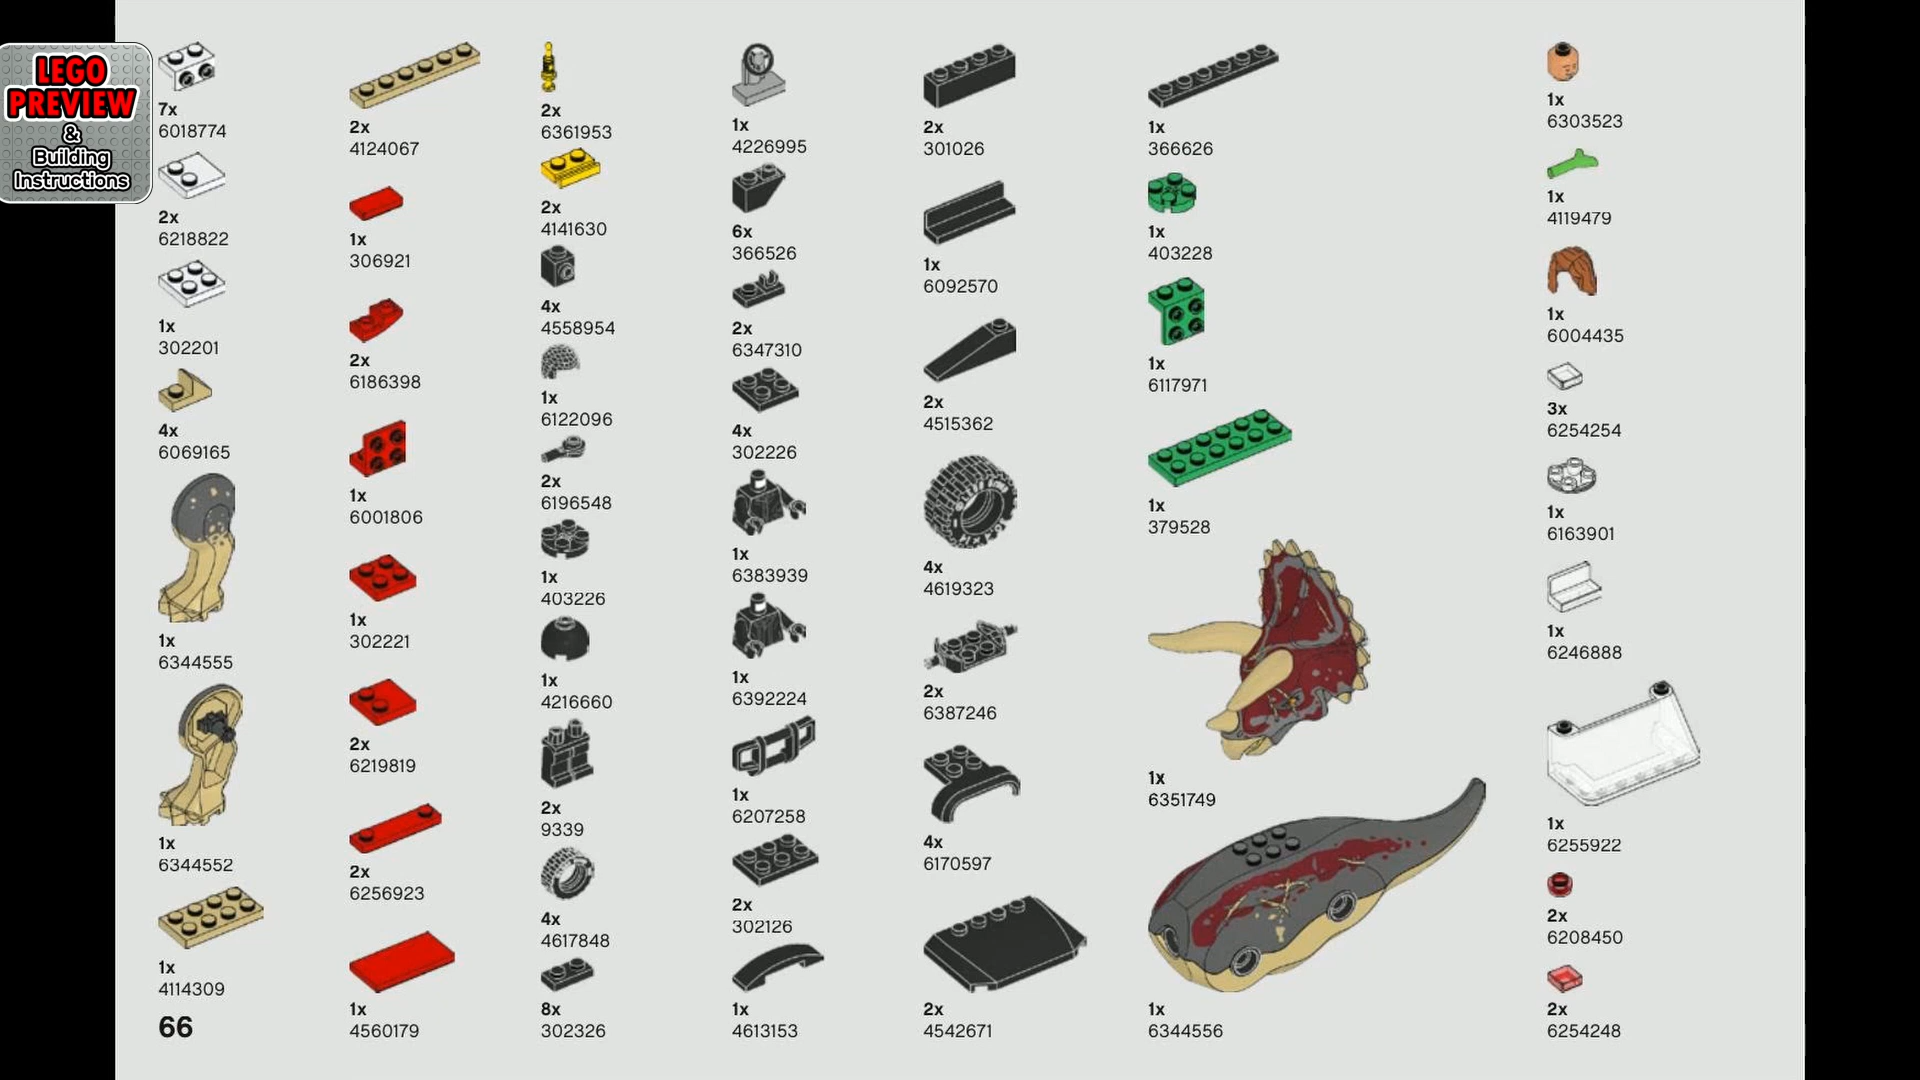 LEGO
PREVIEW
&
Building
Instructions
7x
6018774
2x
6218822
1x
302201
4x
6069165
1x
6344555
1x
6344552
1x
4114309
66
2x
4124067
1x
306921
2x
6186398
1x
6001806
1x
302221
2x
6219819
2x
6256923
1x
4560179
2x
6361953
2x
4141630
4x
4558954
1x
6122096
2x
6196548
1x
403226
1x
4216660
2x
9339
4x
4617848
8x
302326
1x
4226995
6x
366526
2x
6347310
4x
302226
1x
6383939
1x
6392224
1x
6207258
2x
302126
1x
4613153
2x
301026
1x
6092570
2x
4515362
4x
4619323
2x
6387246
4x
6170597
2x
4542671
1x
366626
1x
403228
1x
6117971
1x
379528
1x
6351749
1x
6344556
1x
6303523
1x
4119479
1x
6004435
3x
6254254
1x
6163901
1x
6246888
1x
6255922
2x
6208450
2x
6254248